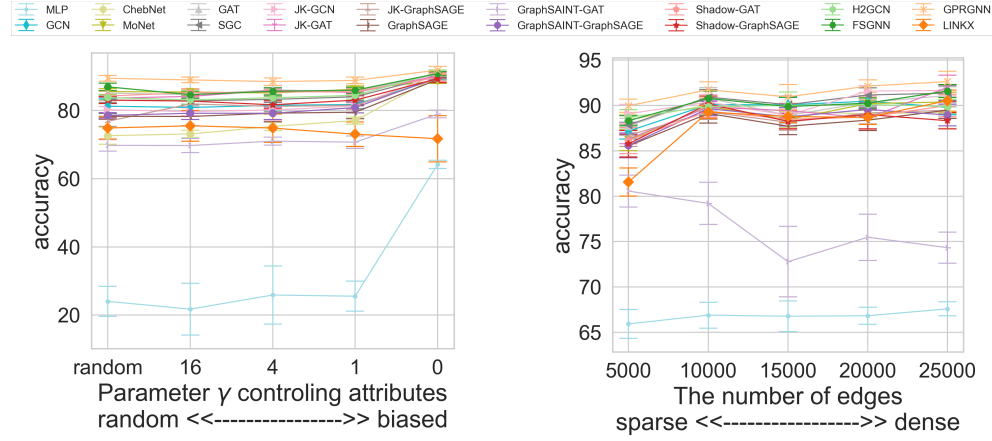 MLP ChebNet GAT JK-GCN JK-GraphSAGE GraphSAINT-GAT Shadow-GAT H2GCN GPRGNN
GCN MoNet SGC JK-GAT GraphSAGE GraphSAINT-GraphSAGE Shadow-GraphSAGE FSGNN LINKX
accuracy
80
60
40
20
random 16 4 1 0
Parameter γ controling attributes
random <<---------------->> biased
accuracy
95
90
85
80
75
70
65
5000 10000 15000 20000 25000
The number of edges
sparse <<----------------->> dense